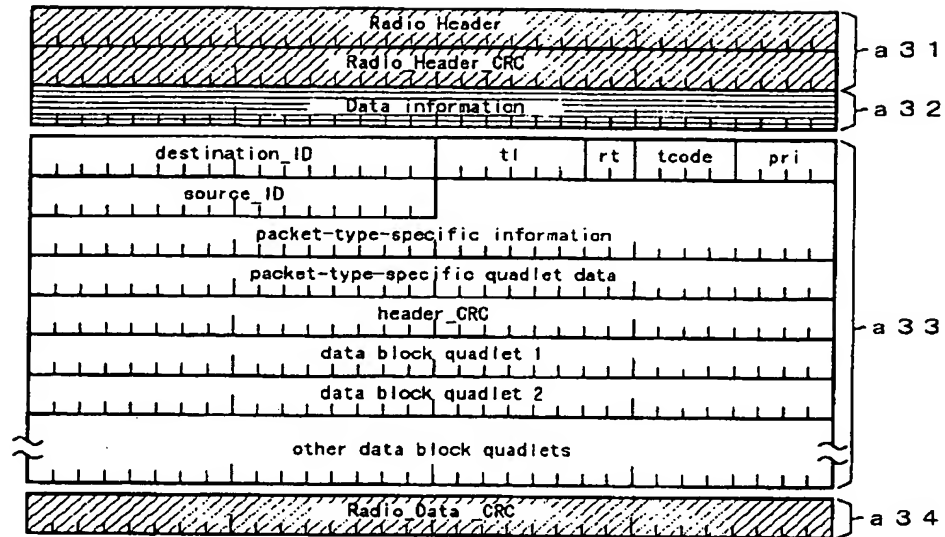 Radio Header
Radio Header_CRC
a 3 1
Data information
a 3 2
destination_ID tl rt tcode pri
source_ID
packet-type-specific information
packet-type-specific quadlet data
header_CRC
a 3 3
data block quadlet 1
data block quadlet 2
other data block quadlets
Radio_Data_CRC
a 3 4